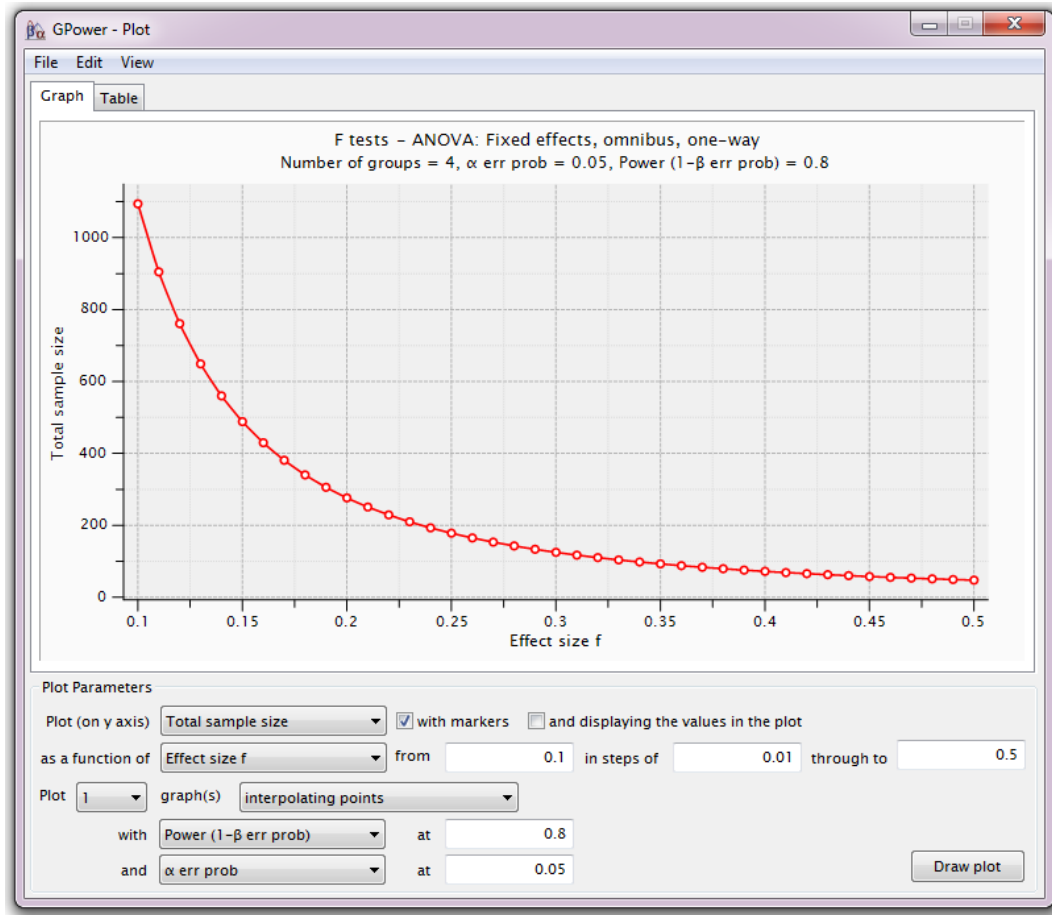 GPower - Plot
File Edit View
Graph Table
F tests - ANOVA: Fixed effects, omnibus, one-way
Number of groups = 4, α err prob = 0.05, Power (1-β err prob) = 0.8
Total sample size
1000
800
600
400
200
0
0.1 0.15 0.2 0.25 0.3 0.35 0.4 0.45 0.5
Effect size f
Plot Parameters
Plot (on y axis) Total sample size with markers and displaying the values in the plot
as a function of Effect size f from 0.1 in steps of 0.01 through to 0.5
Plot 1 graph(s) interpolating points
with Power (1-β err prob) at 0.8
and α err prob at 0.05
Draw plot